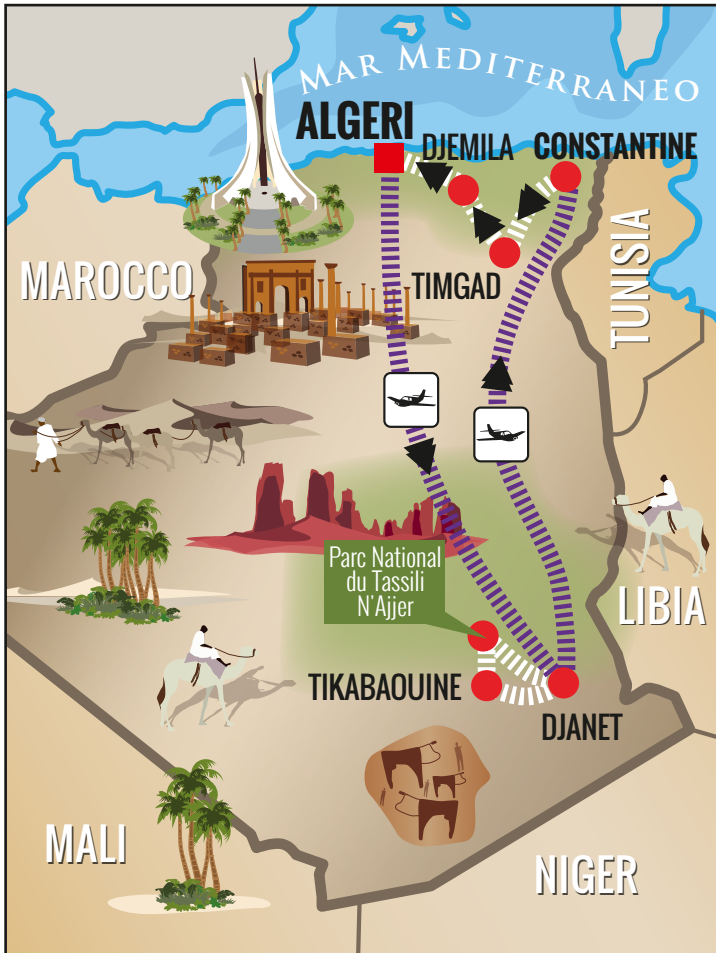 MAR MEDITERRANEO
ALGERI
DJEMILA
CONSTANTINE
TUNISIA
MAROCCO
TIMGAD
Parc National
du Tassili
N'Ajjer
LIBIA
TIKABAOUINE
DJANET
MALI
NIGER